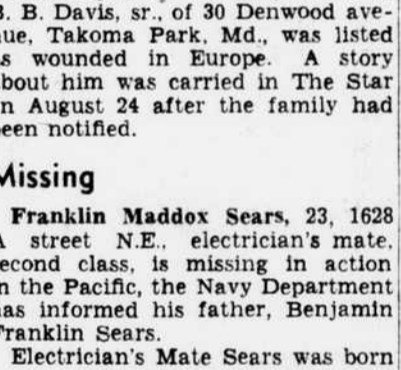 B. B. Davis, sr., of 30 Denwood ave-
nue, Takoma Park, Md., was listed
as wounded in Europe. A story
about him was carried in The Star
on August 24 after the family had
been notified.
Missing
Franklin Maddox Sears, 23, 1628
A street N.E., electrician's mate,
second class, is missing in action
in the Pacific, the Navy Department
has informed his father, Benjamin
Franklin Sears.
Electrician's Mate Sears was born